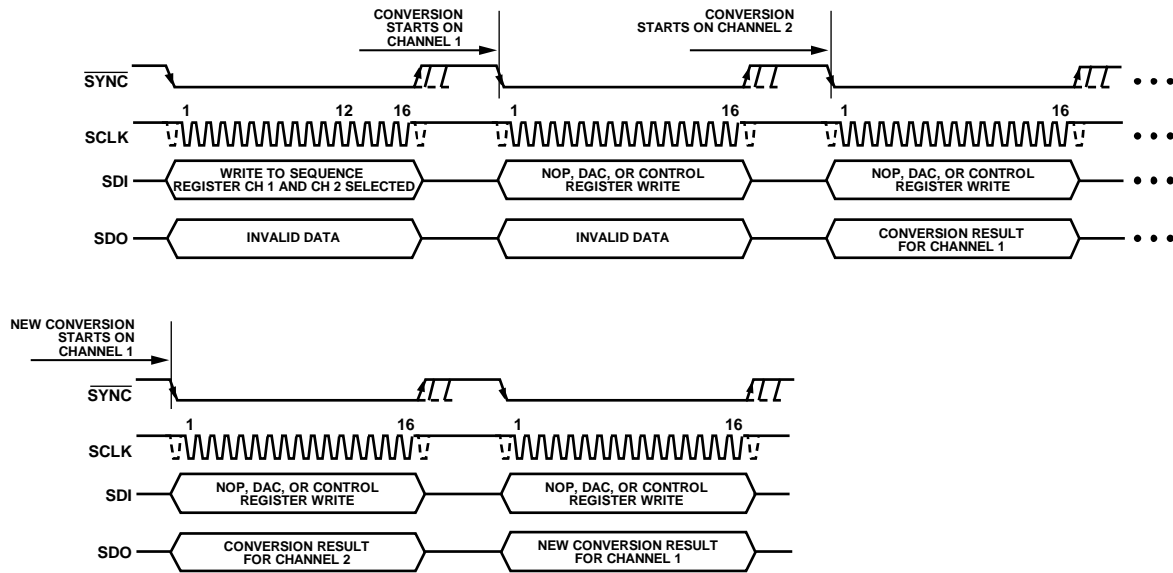 CONVERSION
STARTS ON
CHANNEL 1
CONVERSION
STARTS ON CHANNEL 2
SYNC
1 12 16 1 16 1 16
SCLK
SDI
WRITE TO SEQUENCE
REGISTER CH 1 AND CH 2 SELECTED
NOP, DAC, OR CONTROL
REGISTER WRITE
NOP, DAC, OR CONTROL
REGISTER WRITE
SDO
INVALID DATA
INVALID DATA
CONVERSION RESULT
FOR CHANNEL 1
NEW CONVERSION
STARTS ON
CHANNEL 1
SYNC
1 16 1 16
SCLK
SDI
NOP, DAC, OR CONTROL
REGISTER WRITE
NOP, DAC, OR CONTROL
REGISTER WRITE
SDO
CONVERSION RESULT
FOR CHANNEL 2
NEW CONVERSION RESULT
FOR CHANNEL 1